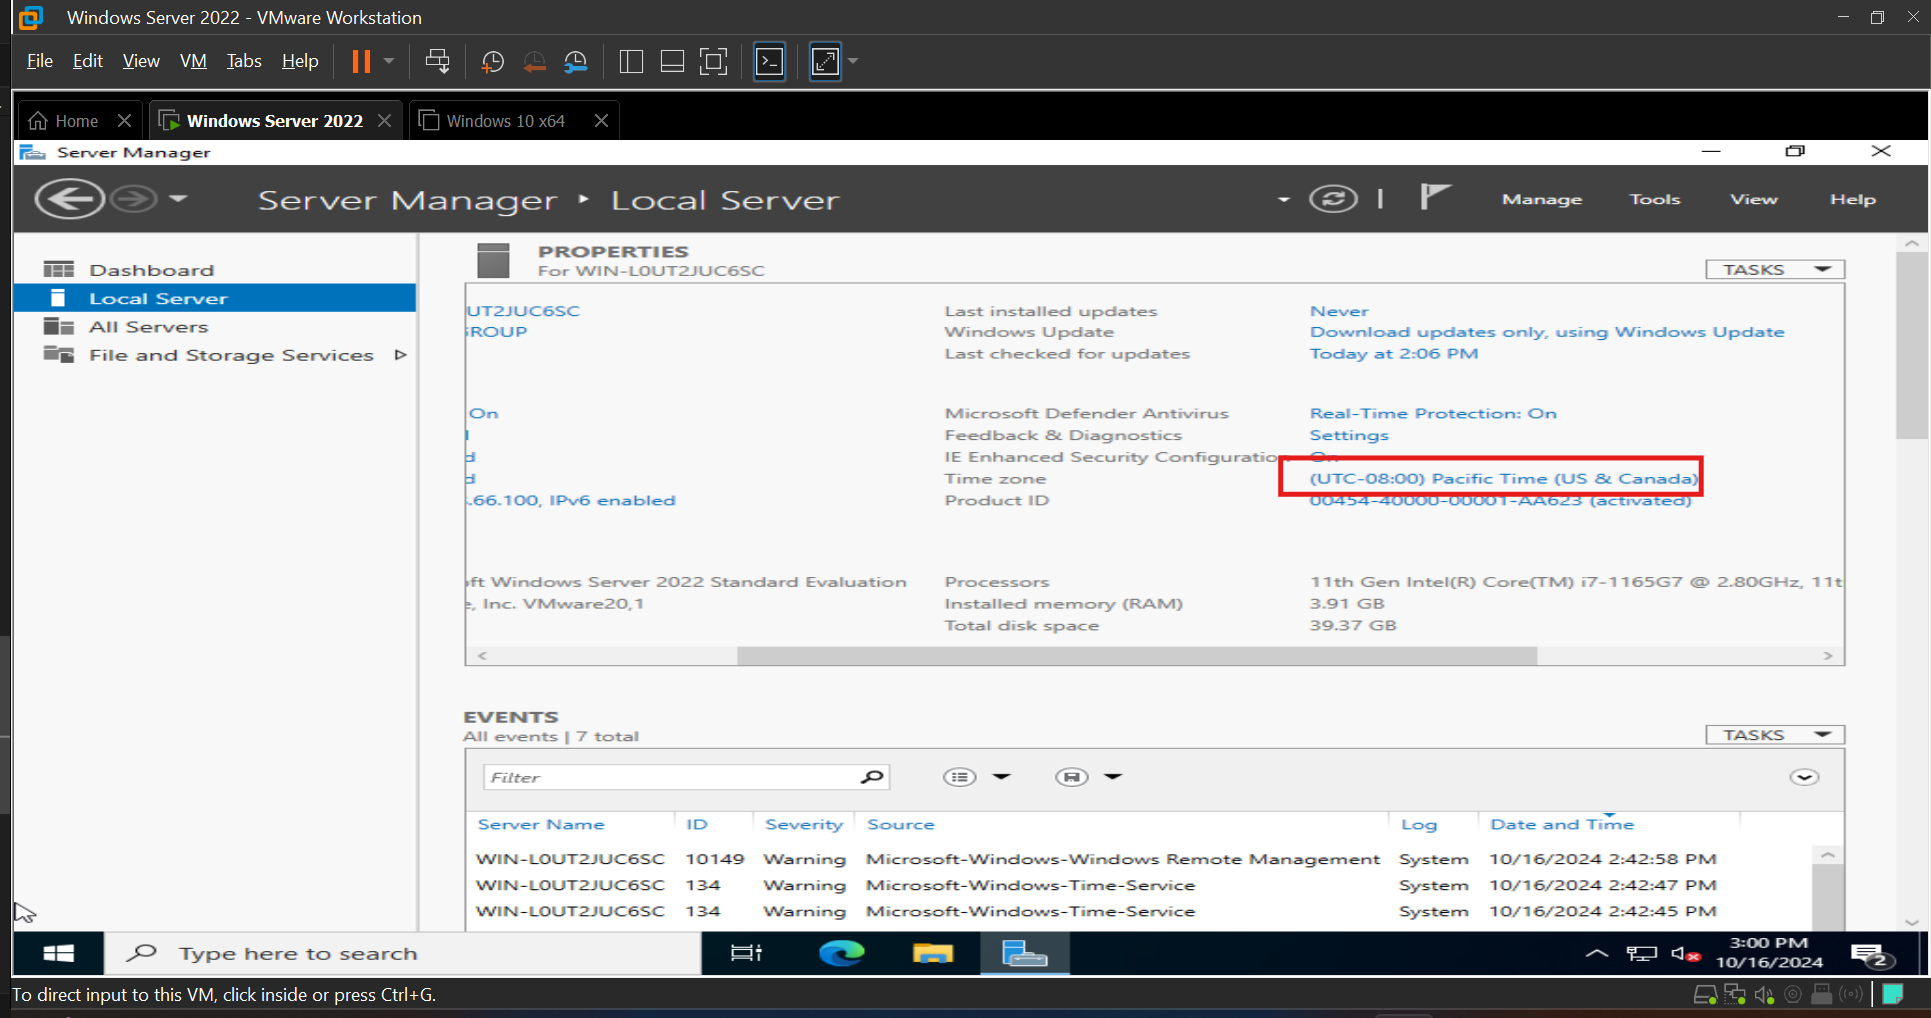 Windows Server 2022 - VMware Workstation
File Edit View VM Tabs Help
Home Windows Server 2022 Windows 10 x64
Server Manager
Server Manager Local Server Manage Tools View Help
Dashboard
Local Server
All Servers
File and Storage Services
PROPERTIES
For WIN-L0UT2JUC6SC
TASKS
UT2JUC6SC Last installed updates Never
ROUP Windows Update Download updates only, using Windows Update
Last checked for updates Today at 2:06 PM
On Microsoft Defender Antivirus Real-Time Protection: On
Feedback & Diagnostics Settings
d IE Enhanced Security Configuration On
d Time zone (UTC-08:00) Pacific Time (US & Canada)
.66.100, IPv6 enabled Product ID 00454-40000-00001-AA623 (activated)
ft Windows Server 2022 Standard Evaluation Processors 11th Gen Intel(R) Core(TM) i7-1165G7 @ 2.80GHz, 11t
e, Inc. VMware20,1 Installed memory (RAM) 3.91 GB
Total disk space 39.37 GB
EVENTS
All events | 7 total
TASKS
Filter
Server Name ID Severity Source Log Date and Time
WIN-L0UT2JUC6SC 10149 Warning Microsoft-Windows-Windows Remote Management System 10/16/2024 2:42:58 PM
WIN-L0UT2JUC6SC 134 Warning Microsoft-Windows-Time-Service System 10/16/2024 2:42:47 PM
WIN-L0UT2JUC6SC 134 Warning Microsoft-Windows-Time-Service System 10/16/2024 2:42:45 PM
Type here to search
3:00 PM
10/16/2024
2
To direct input to this VM, click inside or press Ctrl+G.